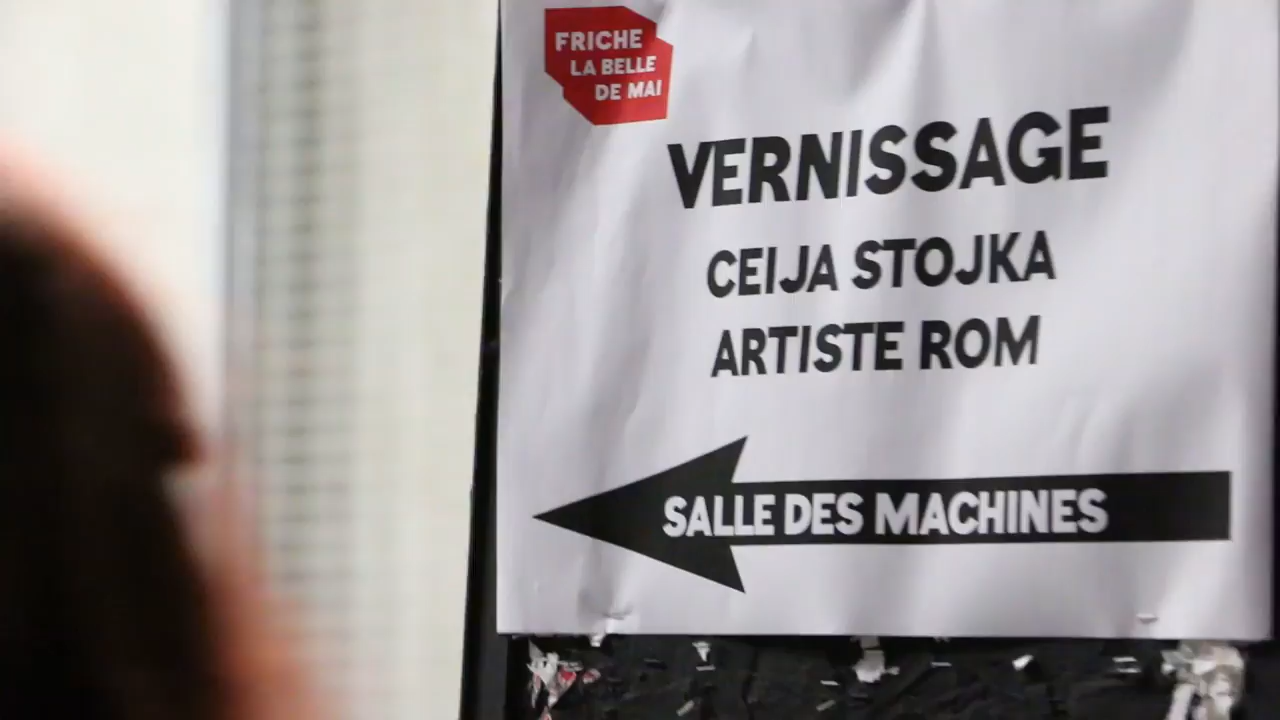 FRICHE
LA BELLE
DE MAI
VERNISSAGE
CEIJA STOJKA
ARTISTE ROM
SALLE DES MACHINES